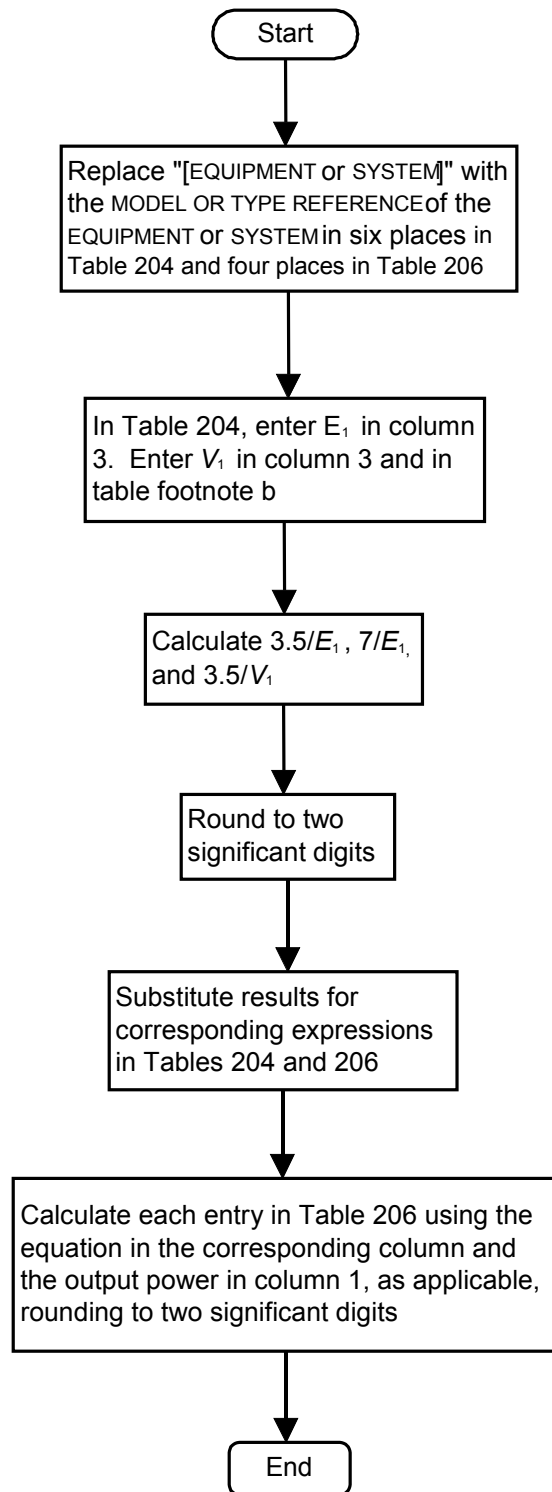 Start
Replace "[EQUIPMENT or SYSTEM]" with
the MODEL OR TYPE REFERENCE of the
EQUIPMENT or SYSTEM in six places in
Table 204 and four places in Table 206
In Table 204, enter E₁ in column
3. Enter V₁ in column 3 and in
table footnote b
Calculate 3.5/E₁ , 7/E₁,
and 3.5/V₁
Round to two
significant digits
Substitute results for
corresponding expressions
in Tables 204 and 206
Calculate each entry in Table 206 using the
equation in the corresponding column and
the output power in column 1, as applicable,
rounding to two significant digits
End